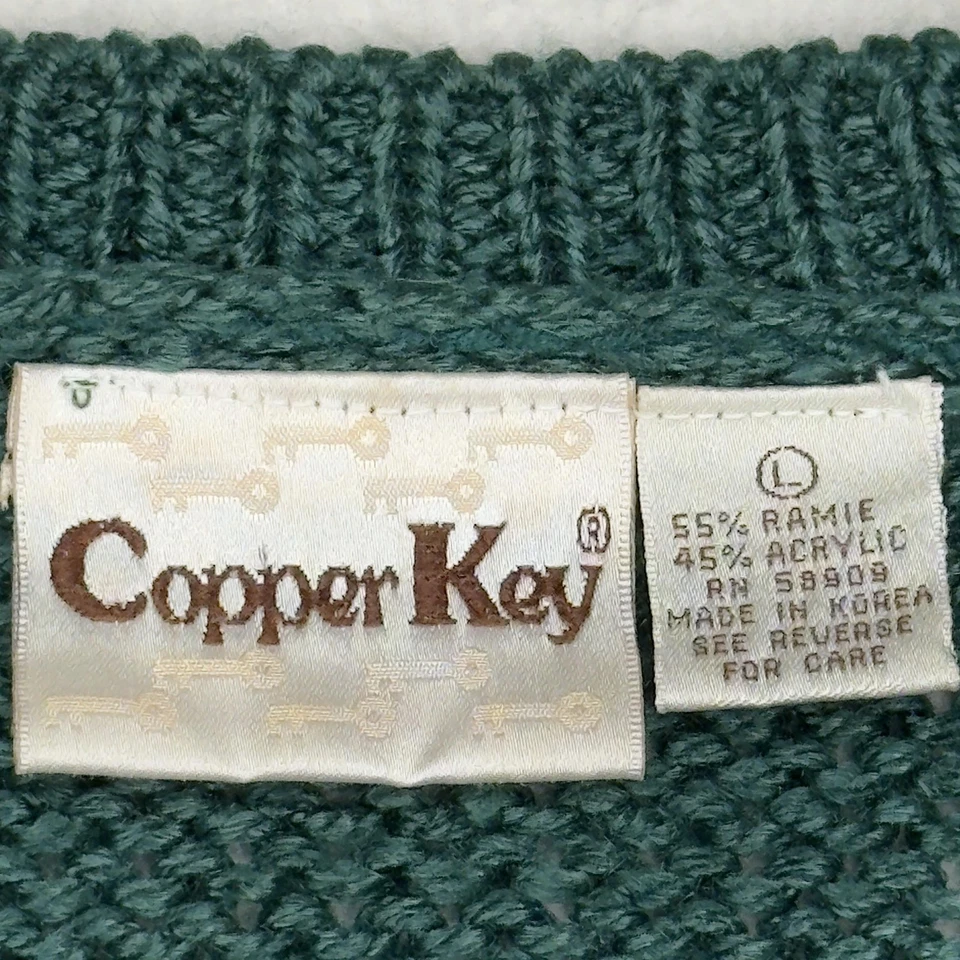 Copper Key®
L
55% RAMIE
45% ACRYLIC
RN 58909
MADE IN KOREA
SEE REVERSE
FOR CARE